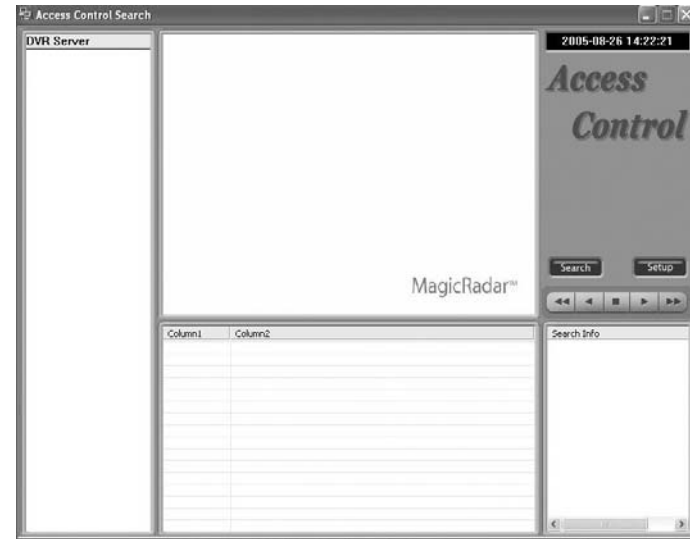 Access Control Search
DVR Server
2005-08-26 14:22:21
Access
Control
MagicRadar™
Search
Setup
Column1 Column2
Search Info